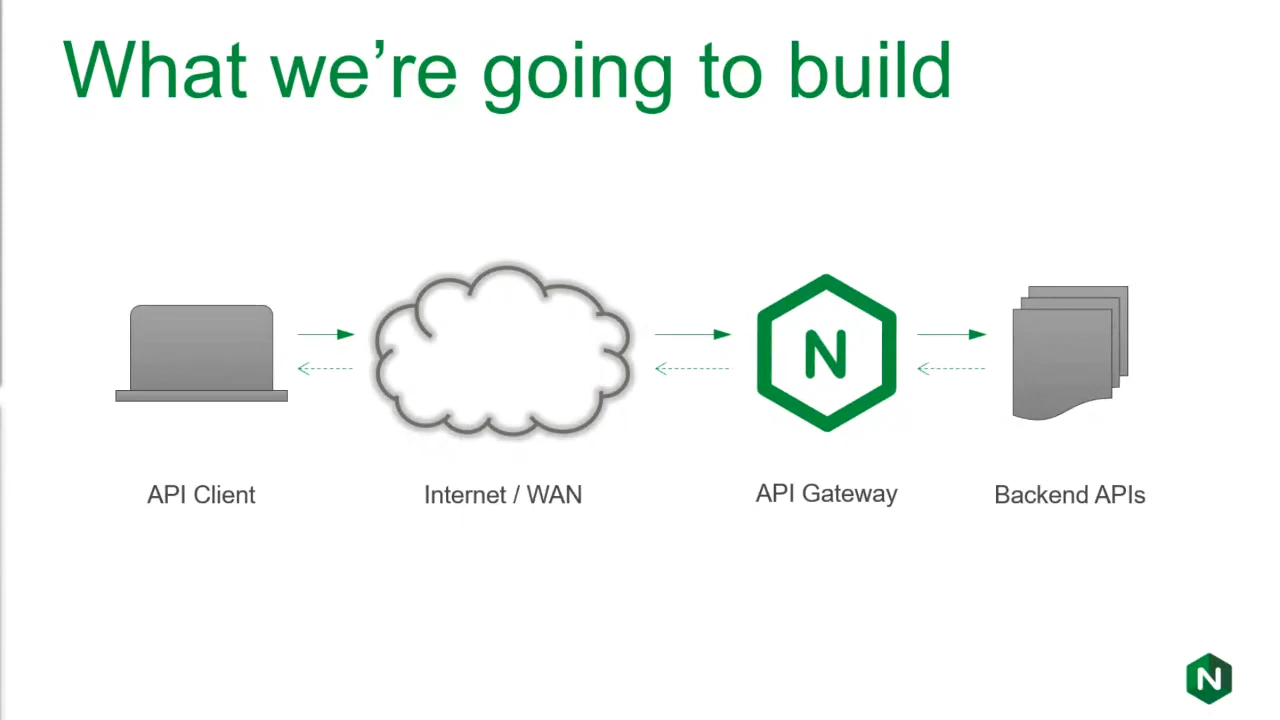 What we’re going to build
N
API Client
Internet / WAN
API Gateway
Backend APIs
N